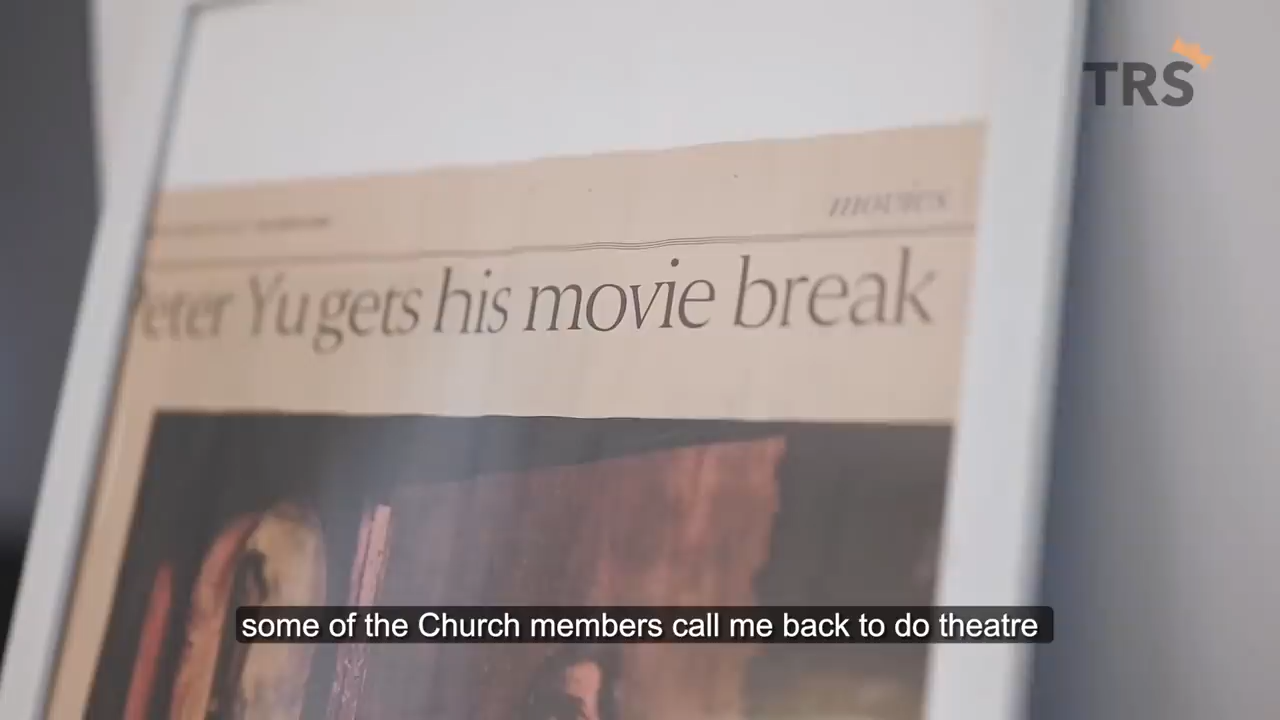 TRS
movies
Peter Yu gets his movie break
some of the Church members call me back to do theatre